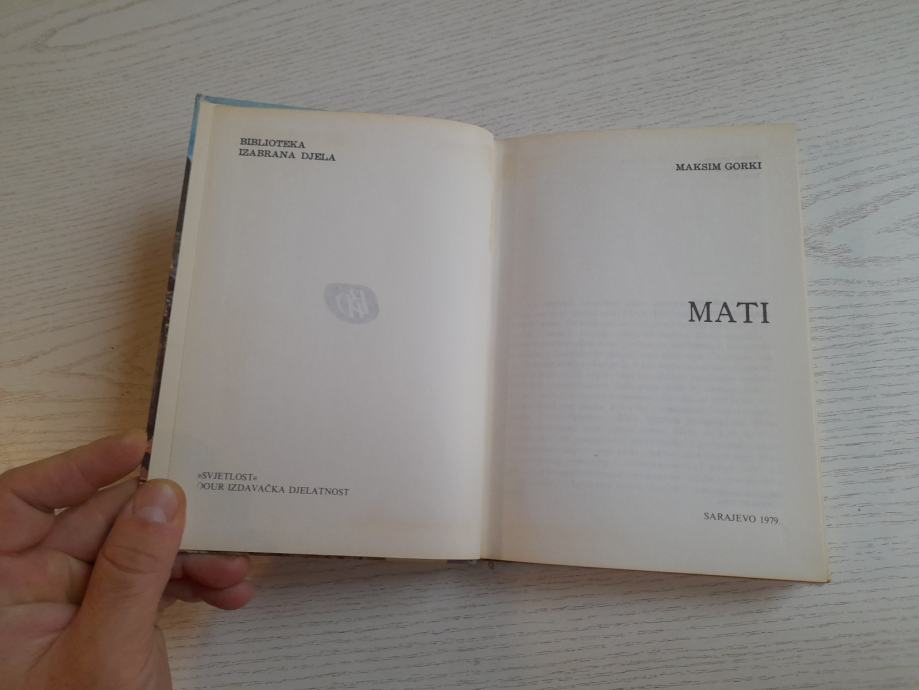 BIBLIOTEKA
IZABRANA DJELA
»SVJETLOST«
OOUR IZDAVAČKA DJELATNOST
MAKSIM GORKI
MATI
SARAJEVO 1979.